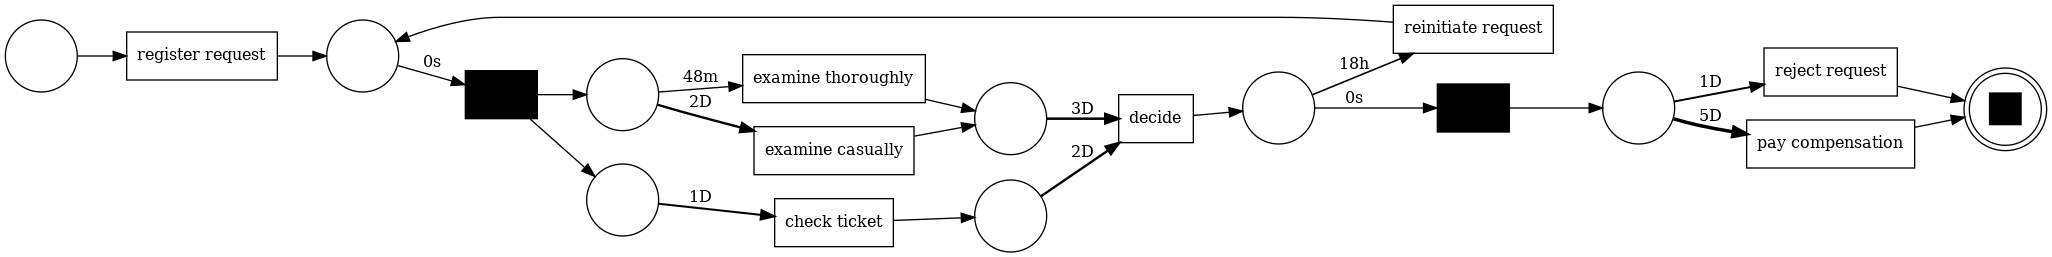 register request
0s
48m
examine thoroughly
2D
examine casually
1D
check ticket
3D
2D
decide
reinitiate request
18h
0s
1D
reject request
5D
pay compensation